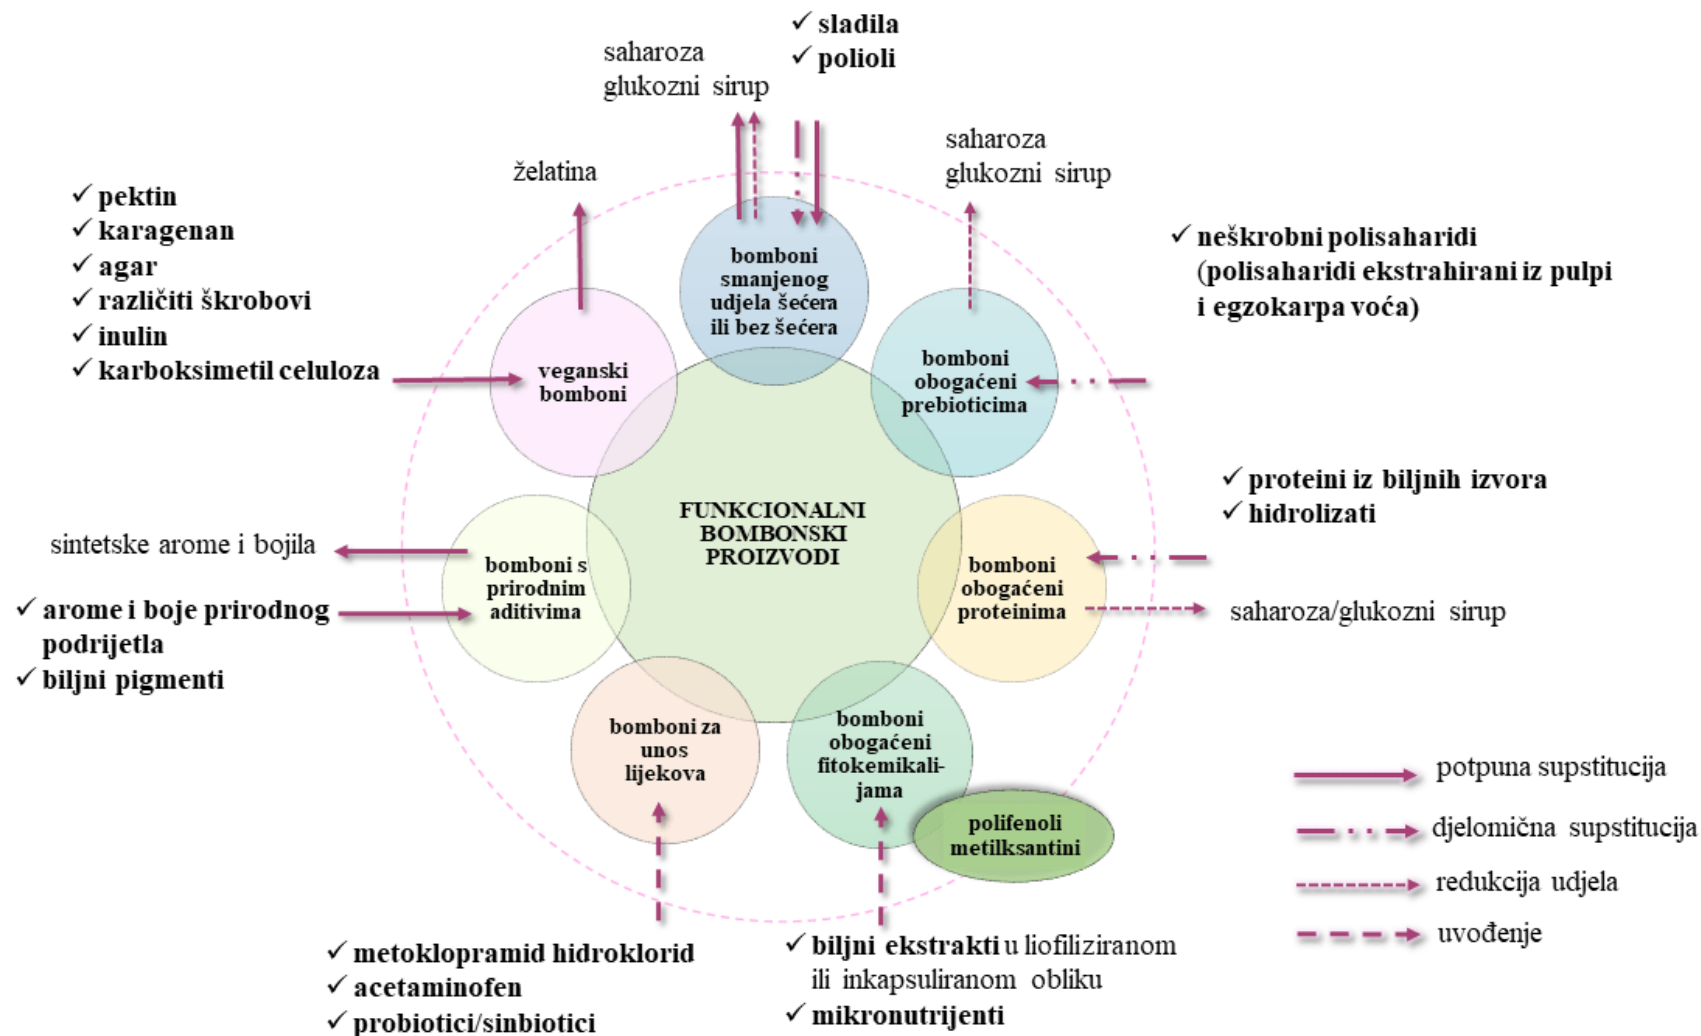 ✓ sladila
✓ polioli
saharoza
glukozni sirup
saharoza
glukozni sirup
želatina
✓ pektin
✓ karagenan
✓ agar
✓ različiti škrobovi
✓ inulin
✓ karboksimetil celuloza
✓ neškrobni polisaharidi
(polisaharidi ekstrahirani iz pulpi
i egzokarpa voća)
bomboni
smanjenog
udjela šećera
ili bez šećera
veganski
bomboni
bomboni
obogaćeni
prebioticima
✓ proteini iz biljnih izvora
✓ hidrolizati
FUNKCIONALNI
BOMBONSKI
PROIZVODI
sintetske arome i bojila
✓ arome i boje prirodnog
podrijetla
✓ biljni pigmenti
bomboni s
prirodnim
aditivima
bomboni
obogaćeni
proteinima
saharoza/glukozni sirup
bomboni za
unos
lijekova
bomboni
obogaćeni
fitokemikali-
jama
polifenoli
metilksantini
✓ metoklopramid hidroklorid
✓ acetaminofen
✓ probiotici/sinbiotici
✓ biljni ekstrakti u liofiliziranom
ili inkapsuliranom obliku
✓ mikronutrijenti
potpuna supstitucija
djelomična supstitucija
redukcija udjela
uvođenje